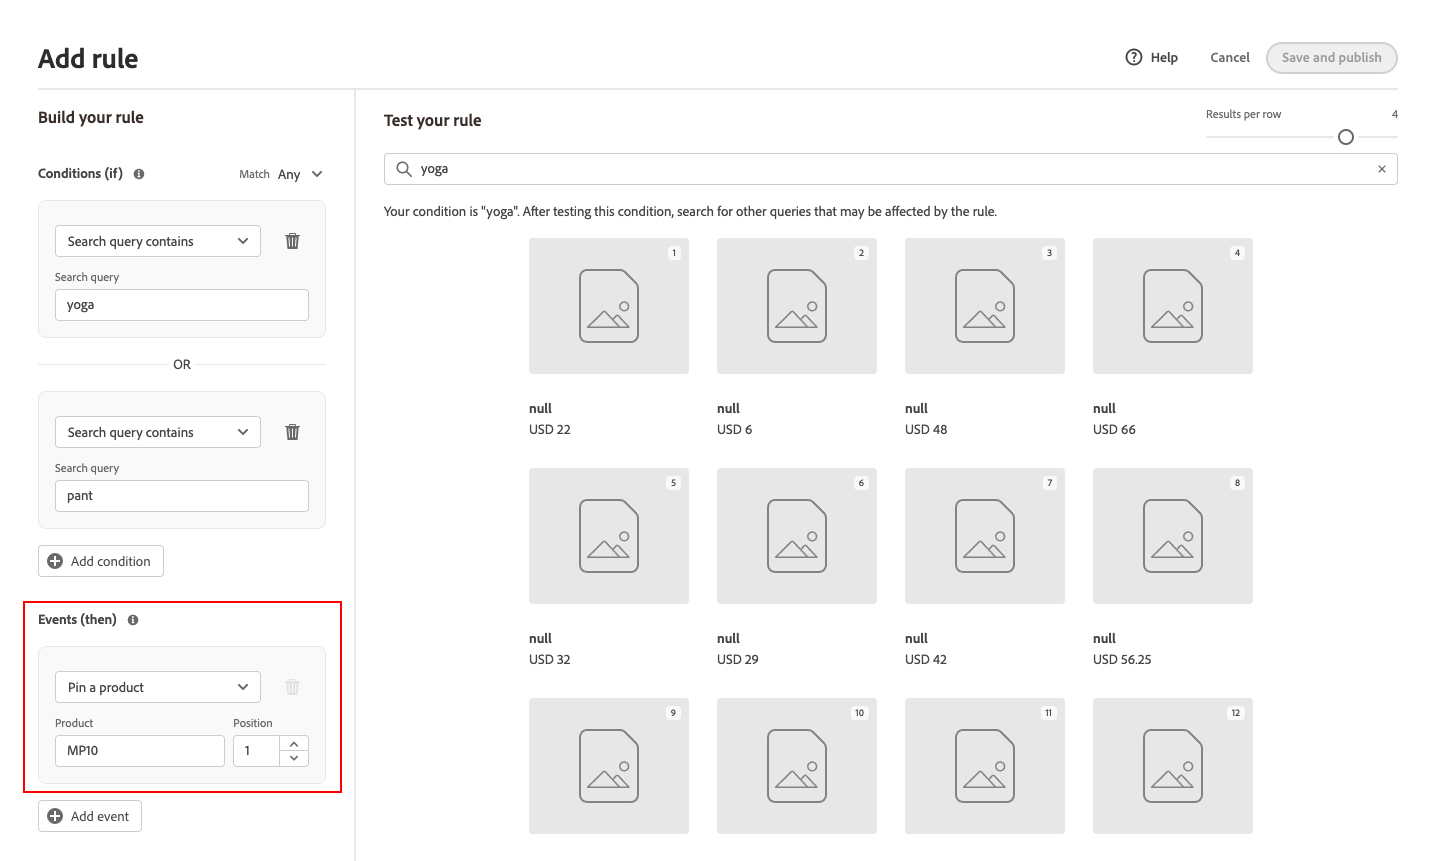 Add rule
Help
Cancel
Save and publish
Build your rule
Conditions (if)
Match Any
Search query contains
Search query
yoga
OR
Search query contains
Search query
pant
Add condition
Events (then)
Pin a product
Product
Position
MP10
1
Add event
Test your rule
Results per row
4
yoga
Your condition is "yoga". After testing this condition, search for other queries that may be affected by the rule.
1
2
3
4
null
USD 22
null
USD 6
null
USD 48
null
USD 66
5
6
7
8
null
USD 32
null
USD 29
null
USD 42
null
USD 56.25
9
10
11
12